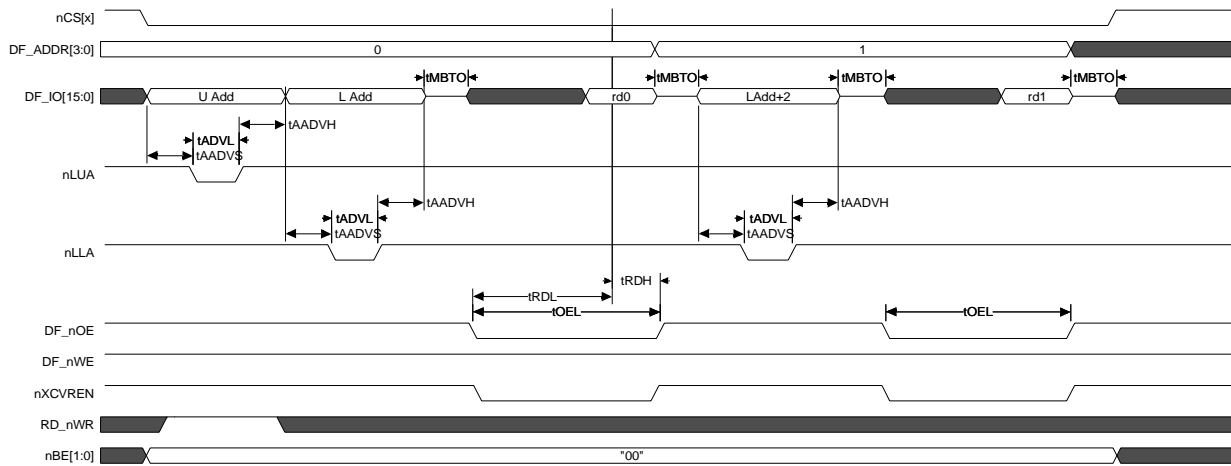 nCS[x]
DF_ADDR[3:0] 0 1
tMBTO tMBTO tMBTO tMBTO
DF_IO[15:0] U Add L Add rd0 LAdd+2 rd1
tAADVH
tADVL
tAADVS
nLUA
tAADVH tAADVH
tADVL tADVL
tAADVS tAADVS
nLLA
tRDH
tRDL
tOEL tOEL
DF_nOE
DF_nWE
nXCVREN
RD_nWR
nBE[1:0] "00"